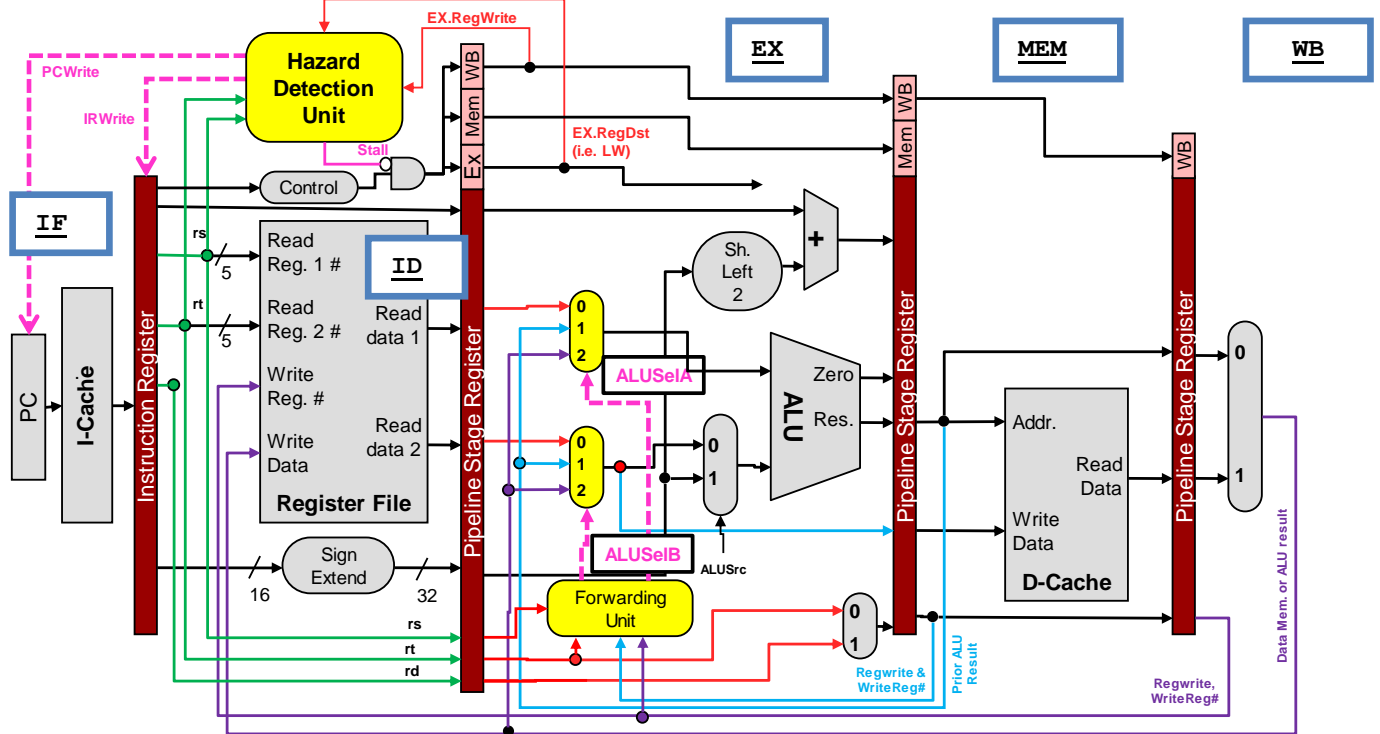 EX.RegWrite
EX
MEM
WB
Hazard
Detection
Unit
PCWrite
IRWrite
Stall
WB
Mem
Ex
EX.RegDst
(i.e. LW)
WB
Mem
WB
Control
IF
ID
rs
5
rt
5
Read
Reg. 1 #
Read
Reg. 2 #
Write
Reg. #
Write
Data
Read
data 1
Read
data 2
Register File
PC
I-Cache
Instruction Register
Pipeline Stage Register
Sign
Extend
16
32
rs
rt
rd
0
1
2
ALUSelA
0
1
2
ALUSelB
Forwarding
Unit
Sh.
Left
2
+
0
1
ALUSrc
ALU
Zero
Res.
0
1
Pipeline Stage Register
Regwrite &
WriteReg#
Prior ALU
Result
Addr.
Read
Data
Write
Data
D-Cache
Pipeline Stage Register
0
1
Regwrite,
WriteReg#
Data Mem. or ALU result